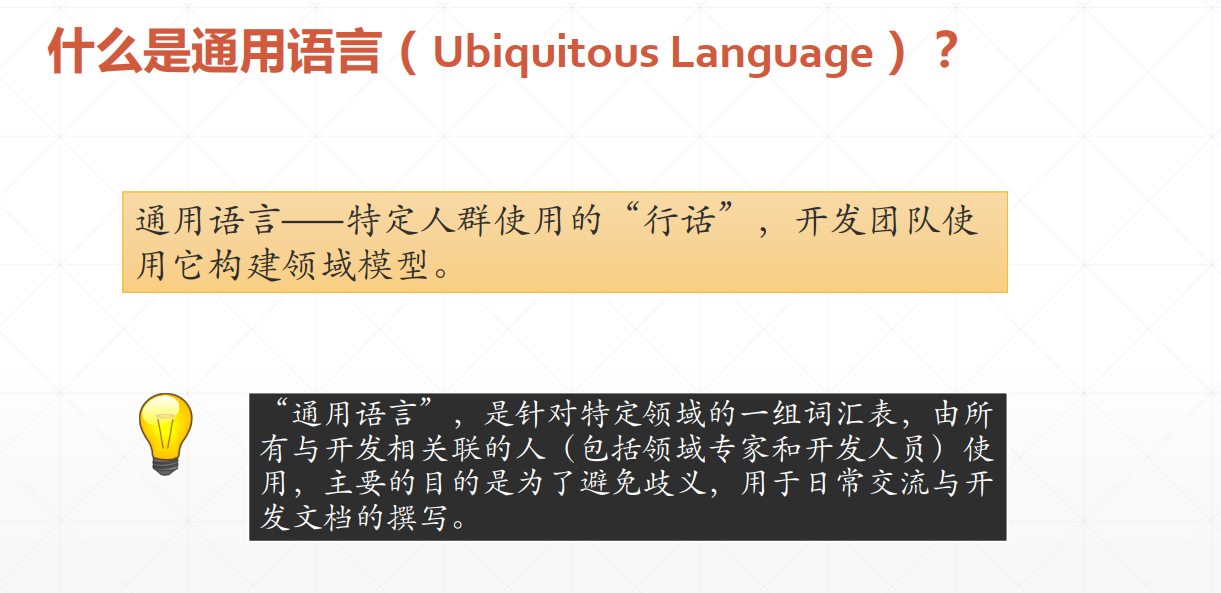 什么是通用语言（Ubiquitous Language）？
通用语言——特定人群使用的“行话”，开发团队使
用它构建领域模型。
“通用语言”，是针对特定领域的一组词汇表，由所
有与开发相关联的人（包括领域专家和开发人员）使
用，主要的目的是为了避免歧义，用于日常交流与开
发文档的撰写。